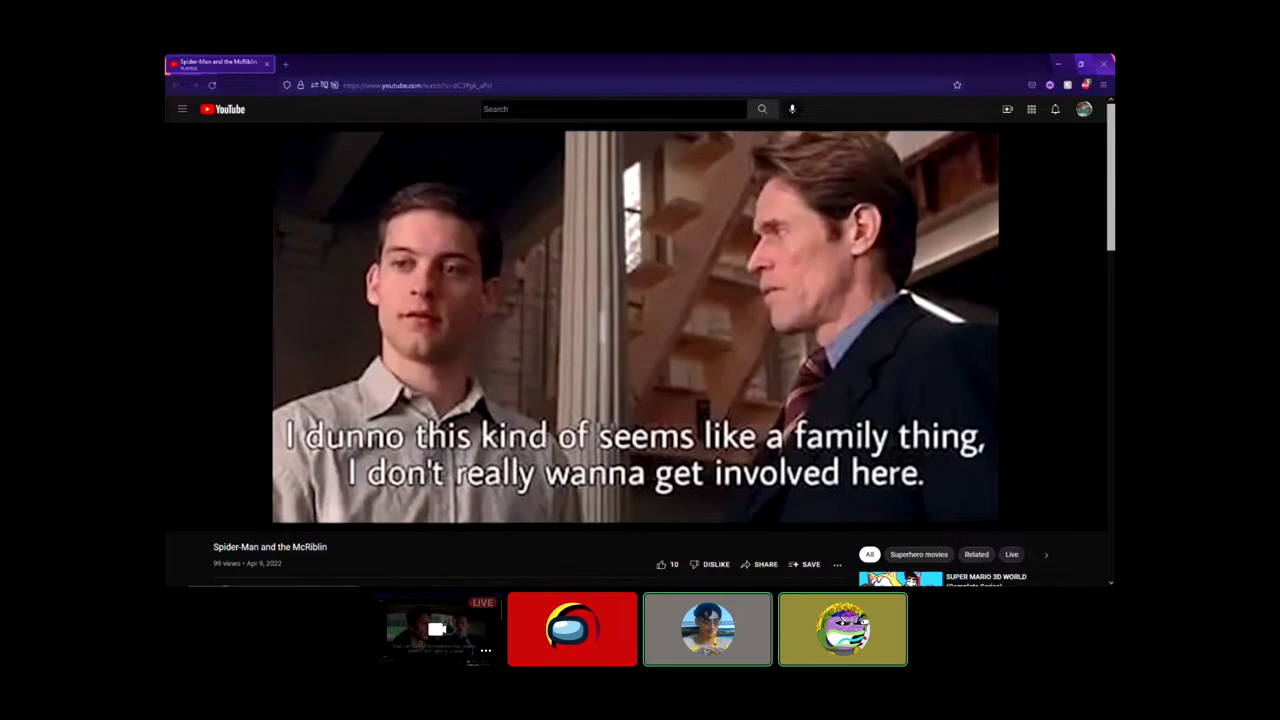 Spider-Man and the McRiblin
PLAYING
YouTube
Search
I dunno this kind of seems like a family thing,
I don't really wanna get involved here.
Spider-Man and the McRiblin
99 views • Apr 9, 2022
10
DISLIKE
SHARE
SAVE
All
Superhero movies
Related
Live
SUPER MARIO 3D WORLD
LIVE